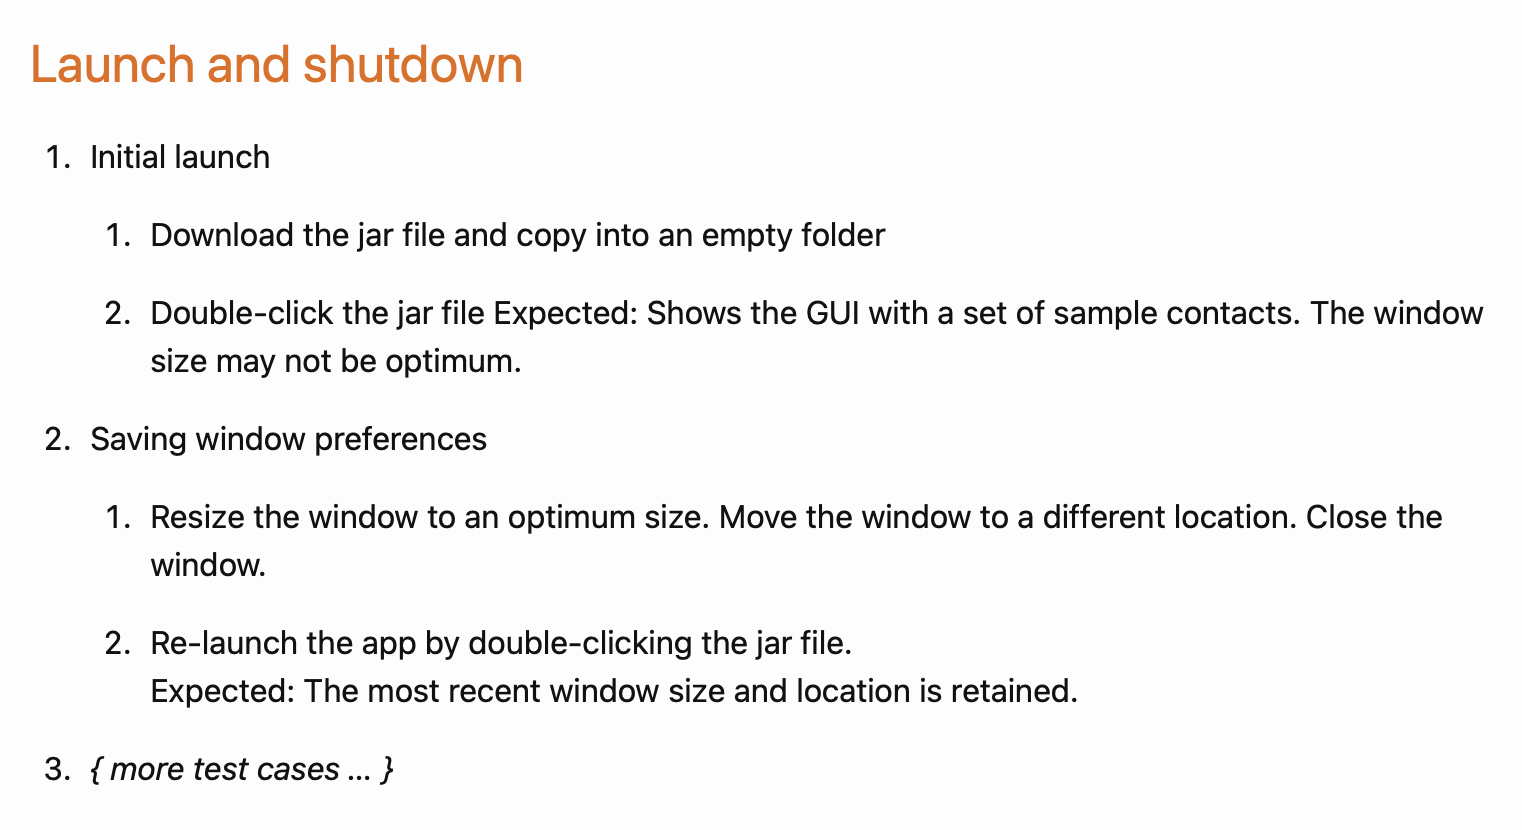 Launch and shutdown
1. Initial launch
1. Download the jar file and copy into an empty folder
2. Double-click the jar file Expected: Shows the GUI with a set of sample contacts. The window
size may not be optimum.
2. Saving window preferences
1. Resize the window to an optimum size. Move the window to a different location. Close the
window.
2. Re-launch the app by double-clicking the jar file.
Expected: The most recent window size and location is retained.
3. { more test cases … }